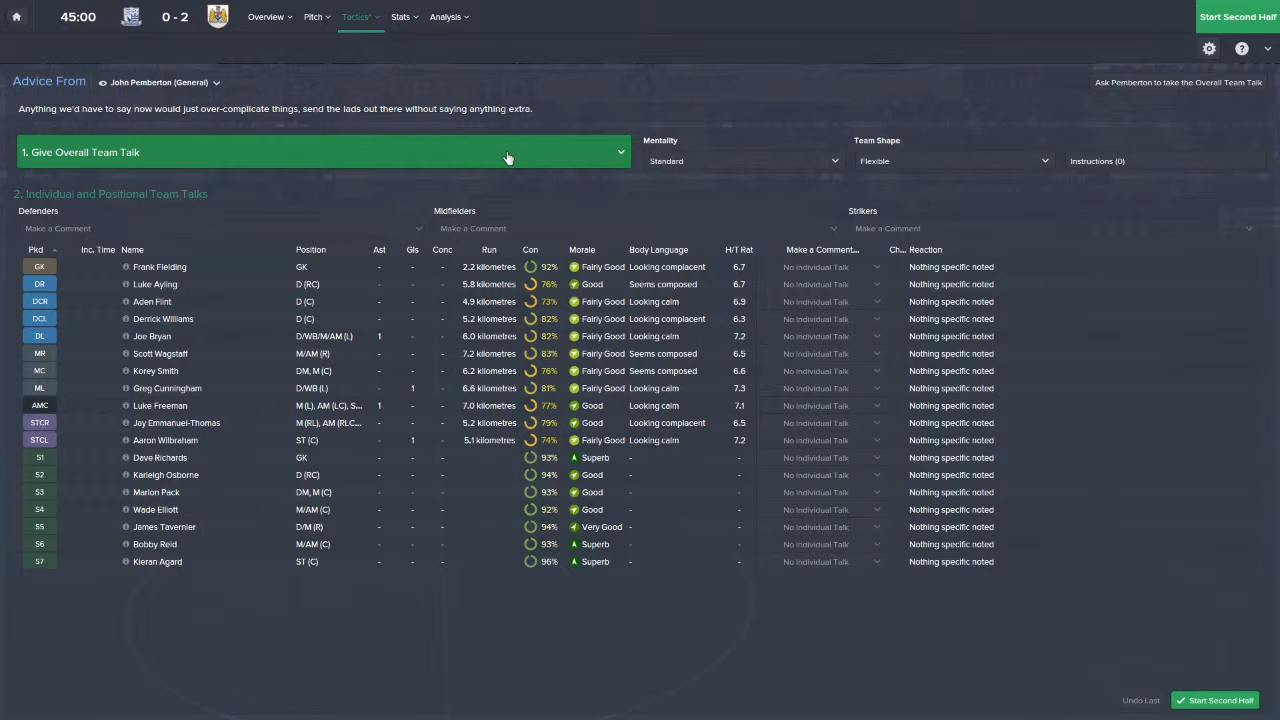 45:00 0 - 2 Overview Pitch Tactics* Stats Analysis Start Second Half
?
Advice From John Pemberton (General) Ask Pemberton to take the Overall Team Talk
Anything we'd have to say now would just over-complicate things, send the lads out there without saying anything extra.
Mentality Team Shape
1. Give Overall Team Talk Standard Flexible Instructions (0)
2. Individual and Positional Team Talks
Defenders Midfielders Strikers
Make a Comment Make a Comment Make a Comment
Pkd Inc. Time Name Position Ast Gls Conc Run Con Morale Body Language H/T Rat Make a Comment... Ch... Reaction
GK Frank Fielding GK - - - 2.2 kilometres 92% Fairly Good Looking complacent 6.7 No Individual Talk Nothing specific noted
DR Luke Ayling D (RC) - - - 5.8 kilometres 76% Good Seems composed 6.7 No Individual Talk Nothing specific noted
DCR Aden Flint D (C) - - - 4.9 kilometres 73% Fairly Good Looking calm 6.9 No Individual Talk Nothing specific noted
DCL Derrick Williams D (C) - - - 5.2 kilometres 82% Fairly Good Looking complacent 6.3 No Individual Talk Nothing specific noted
DL Joe Bryan D/WB/M/AM (L) 1 - - 6.0 kilometres 82% Fairly Good Looking calm 7.2 No Individual Talk Nothing specific noted
MR Scott Wagstaff M/AM (R) - - - 7.2 kilometres 83% Fairly Good Seems composed 6.5 No Individual Talk Nothing specific noted
MC Korey Smith DM, M (C) - - - 6.2 kilometres 76% Fairly Good Seems composed 6.6 No Individual Talk Nothing specific noted
ML Greg Cunningham D/WB (L) - 1 - 6.6 kilometres 81% Fairly Good Looking calm 7.3 No Individual Talk Nothing specific noted
AMC Luke Freeman M (L), AM (LC), S... 1 - - 7.0 kilometres 77% Good Looking calm 7.1 No Individual Talk Nothing specific noted
STCR Jay Emmanuel-Thomas M (RL), AM (RLC... - - - 5.2 kilometres 79% Good Looking complacent 6.5 No Individual Talk Nothing specific noted
STCL Aaron Wilbraham ST (C) - 1 - 5.1 kilometres 74% Fairly Good Looking calm 7.2 No Individual Talk Nothing specific noted
S1 Dave Richards GK - - - 93% Superb - - No Individual Talk Nothing specific noted
S2 Karleigh Osborne D (RC) - - - 94% Good - - No Individual Talk Nothing specific noted
S3 Marlon Pack DM, M (C) - - - 93% Good - - No Individual Talk Nothing specific noted
S4 Wade Elliott M/AM (C) - - - 92% Good - - No Individual Talk Nothing specific noted
S5 James Tavernier D/M (R) - - - 94% Very Good - - No Individual Talk Nothing specific noted
S6 Bobby Reid M/AM (C) - - - 93% Superb - - No Individual Talk Nothing specific noted
S7 Kieran Agard ST (C) - - - 96% Superb - - No Individual Talk Nothing specific noted
Undo Last Start Second Half